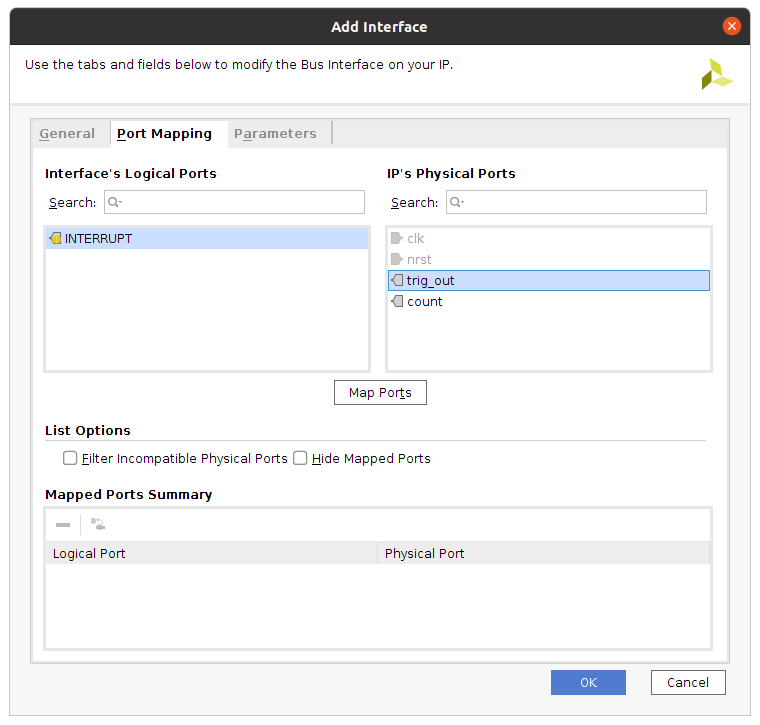 Add Interface
Use the tabs and fields below to modify the Bus Interface on your IP.
General Port Mapping Parameters
Interface's Logical Ports IP's Physical Ports
Search: Search:
INTERRUPT
clk
nrst
trig_out
count
Map Ports
List Options
Filter Incompatible Physical Ports Hide Mapped Ports
Mapped Ports Summary
Logical Port Physical Port
OK Cancel